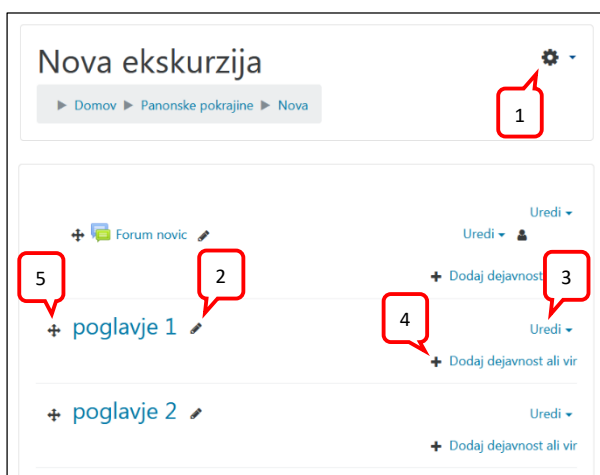 Nova ekskurzija
▶ Domov ▶ Panonske pokrajine ▶ Nova
1
Uredi
Forum novic
Uredi
5
2
Dodaj dejavnost
3
4
poglavje 1
Uredi
Dodaj dejavnost ali vir
poglavje 2
Uredi
Dodaj dejavnost ali vir